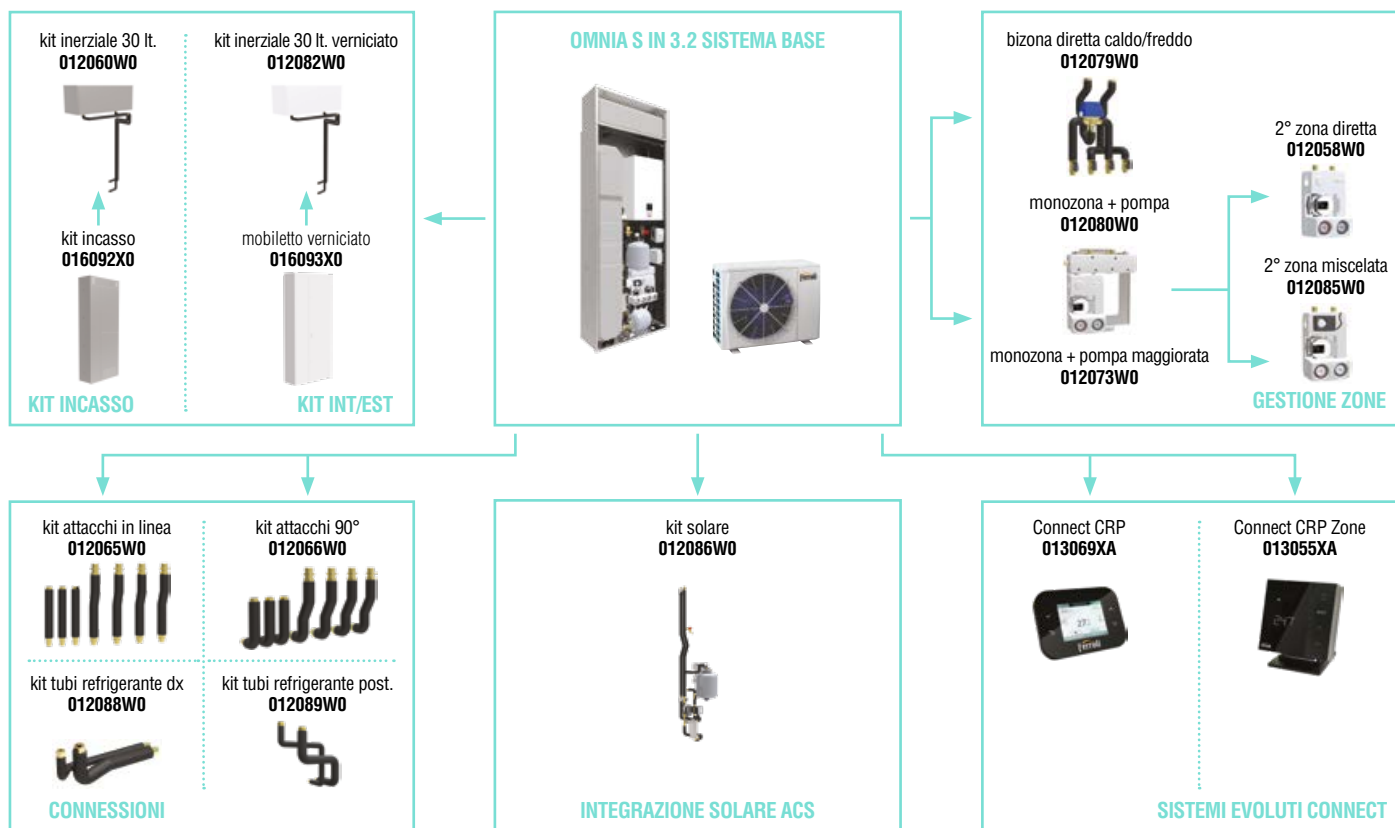 kit inerziale 30 lt.
012060W0
kit inerziale 30 lt. verniciato
012082W0
kit incasso
016092X0
mobiletto verniciato
016093X0
KIT INCASSO
KIT INT/EST
OMNIA S IN 3.2 SISTEMA BASE
ferroli
bizona diretta caldo/freddo
012079W0
monozona + pompa
012080W0
monozona + pompa maggiorata
012073W0
2° zona diretta
012058W0
2° zona miscelata
012085W0
GESTIONE ZONE
kit attacchi in linea
012065W0
kit attacchi 90°
012066W0
kit tubi refrigerante dx
012088W0
kit tubi refrigerante post.
012089W0
CONNESSIONI
kit solare
012086W0
INTEGRAZIONE SOLARE ACS
Connect CRP
013069XA
ferroli
Connect CRP Zone
013055XA
SISTEMI EVOLUTI CONNECT